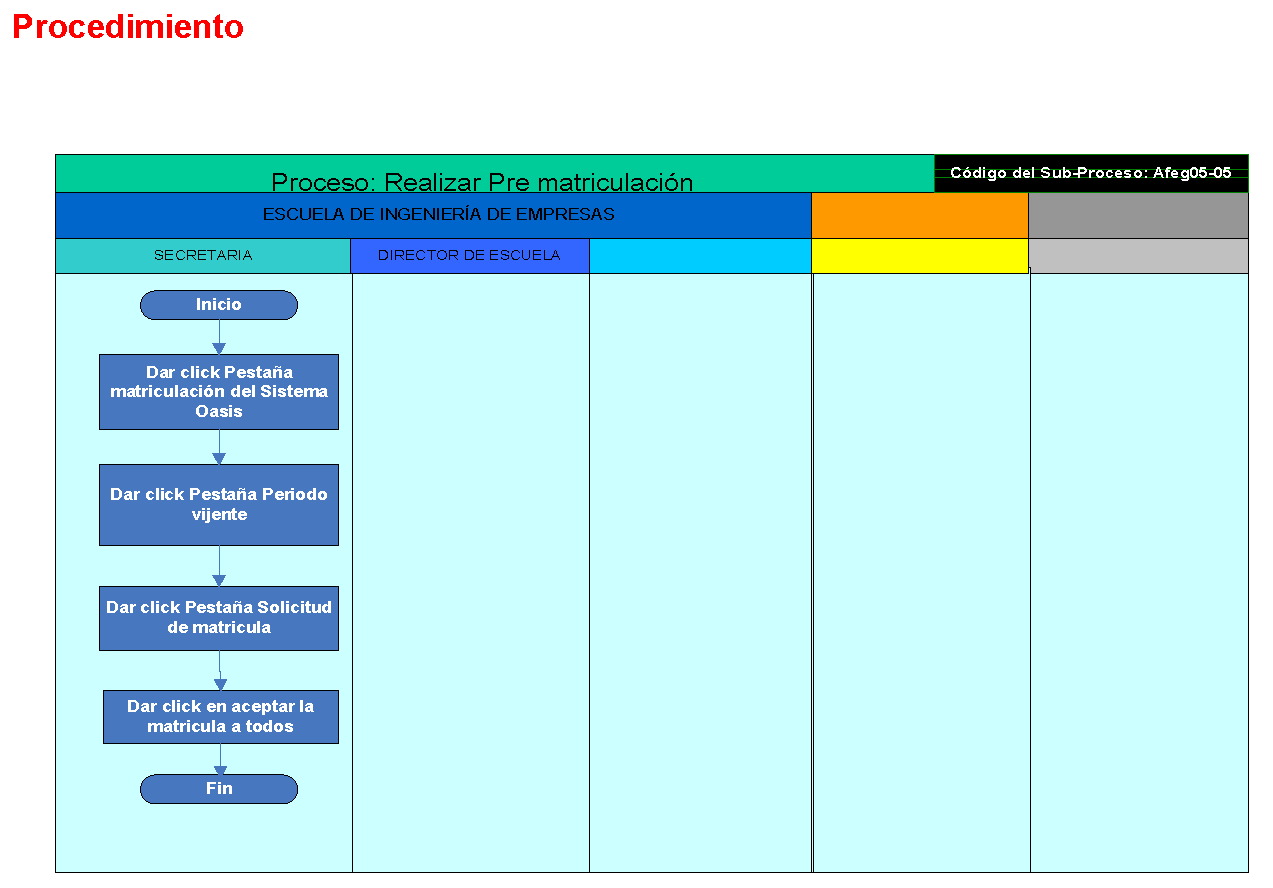 Procedimiento
Proceso: Realizar Pre matriculación
Código del Sub-Proceso: Afeg05-05
ESCUELA DE INGENIERÍA DE EMPRESAS
SECRETARIA
DIRECTOR DE ESCUELA
Inicio
Dar click Pestaña
matriculación del Sistema
Oasis
Dar click Pestaña Periodo
vijente
Dar click Pestaña Solicitud
de matricula
Dar click en aceptar la
matricula a todos
Fin